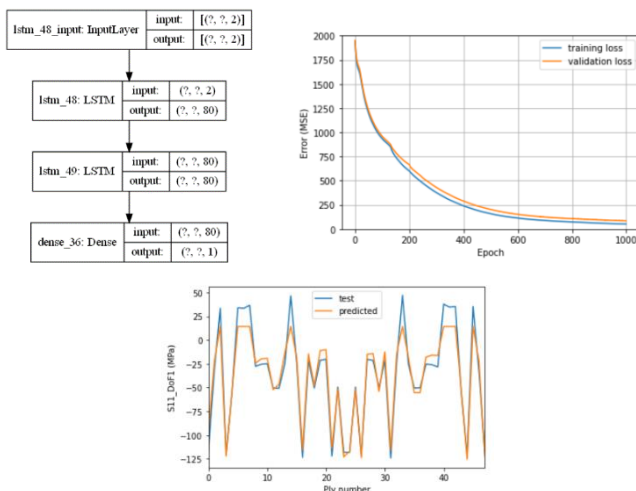 lstm_48_input: InputLayer
input: [(?, ?, 2)]
output: [(?, ?, 2)]
lstm_48: LSTM
input: (?, ?, 2)
output: (?, ?, 80)
lstm_49: LSTM
input: (?, ?, 80)
output: (?, ?, 80)
dense_36: Dense
input: (?, ?, 80)
output: (?, ?, 1)
Error (MSE)
2000
1750
1500
1250
1000
750
500
250
0
training loss
validation loss
0 200 400 600 800 1000
Epoch
S11_DoF1 (MPa)
50
25
0
−25
−50
−75
−100
−125
test
predicted
0 10 20 30 40
Ply number